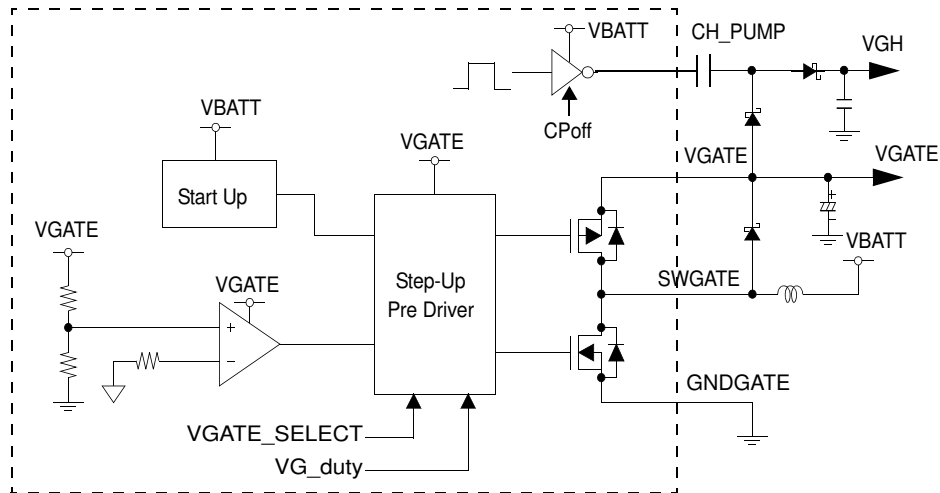 VBATT
CH_PUMP
VGH
CPoff
VBATT
VGATE
VGATE
VGATE
Start Up
VGATE
VGATE
VBATT
Step-Up
Pre Driver
SWGATE
+
−
+
−
GNDGATE
VGATE_SELECT
VG_duty